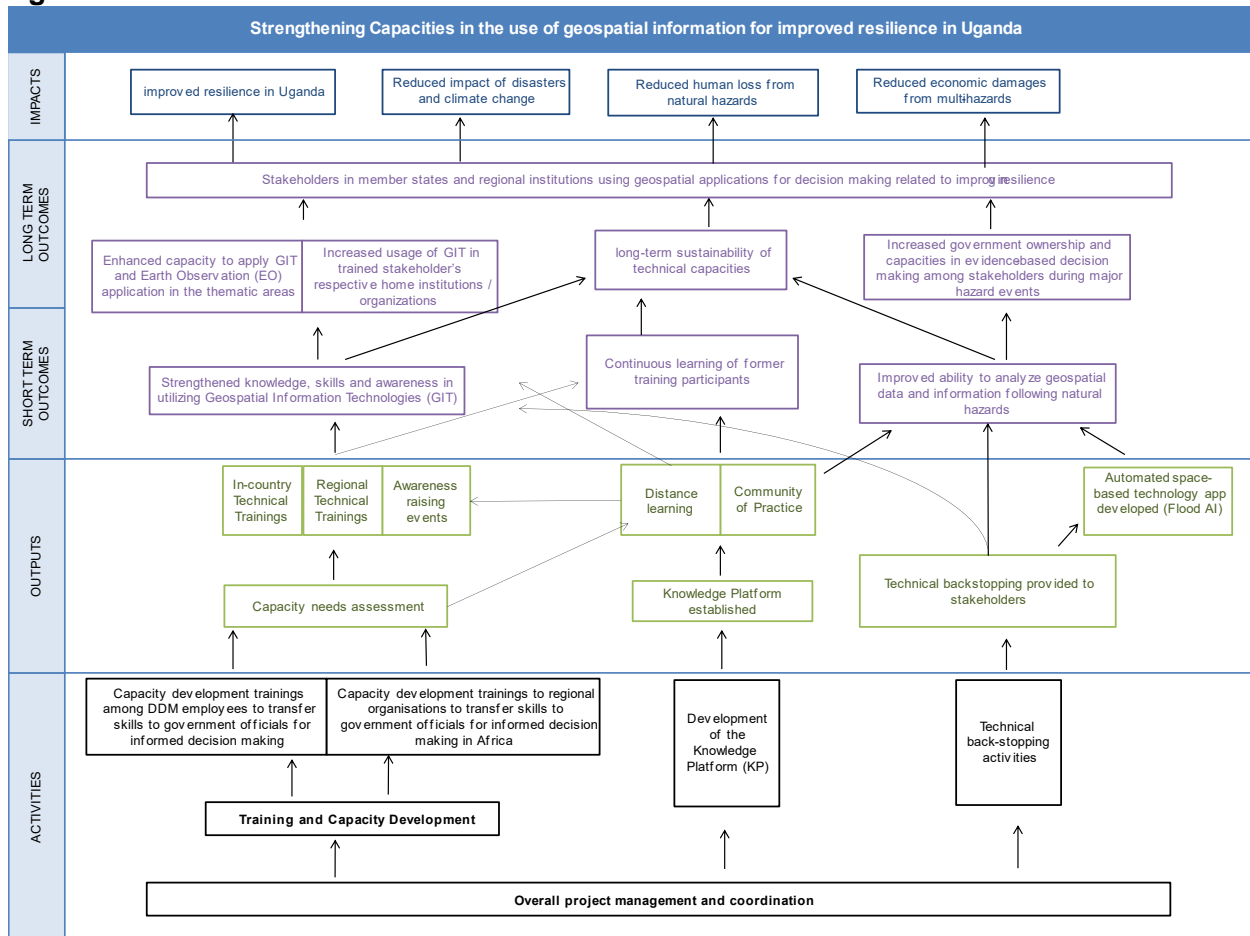 Strengthening Capacities in the use of geospatial information for improved resilience in Uganda
IMPACTS
improved resilience in Uganda
Reduced impact of disasters
and climate change
Reduced human loss from
natural hazards
Reduced economic damages
from multi-hazards
LONG TERM
OUTCOMES
Stakeholders in member states and regional institutions using geospatial applications for decision making related to improving resilience
Enhanced capacity to apply GIT
and Earth Observation (EO)
application in the thematic areas
Increased usage of GIT in
trained stakeholder's
respective home institutions /
organizations
long-term sustainability of
technical capacities
Increased government ownership and
capacities in evidence-based decision
making among stakeholders during major
hazard events
SHORT TERM
OUTCOMES
Strengthened knowledge, skills and awareness in
utilizing Geospatial Information Technologies (GIT)
Continuous learning of former
training participants
Improved ability to analyze geospatial
data and information following natural
hazards
OUTPUTS
In-country
Technical
Trainings
Regional
Technical
Trainings
Awareness
raising
events
Distance
learning
Community
of Practice
Automated space-
based technology app
developed (Flood AI)
Capacity needs assessment
Knowledge Platform
established
Technical backstopping provided to
stakeholders
ACTIVITIES
Capacity development trainings
among DDM employees to transfer
skills to government officials for
informed decision making
Capacity development trainings to regional
organisations to transfer skills to
government officials for informed decision
making in Africa
Development
of the
Knowledge
Platform (KP)
Technical
back-stopping
activities
Training and Capacity Development
Overall project management and coordination